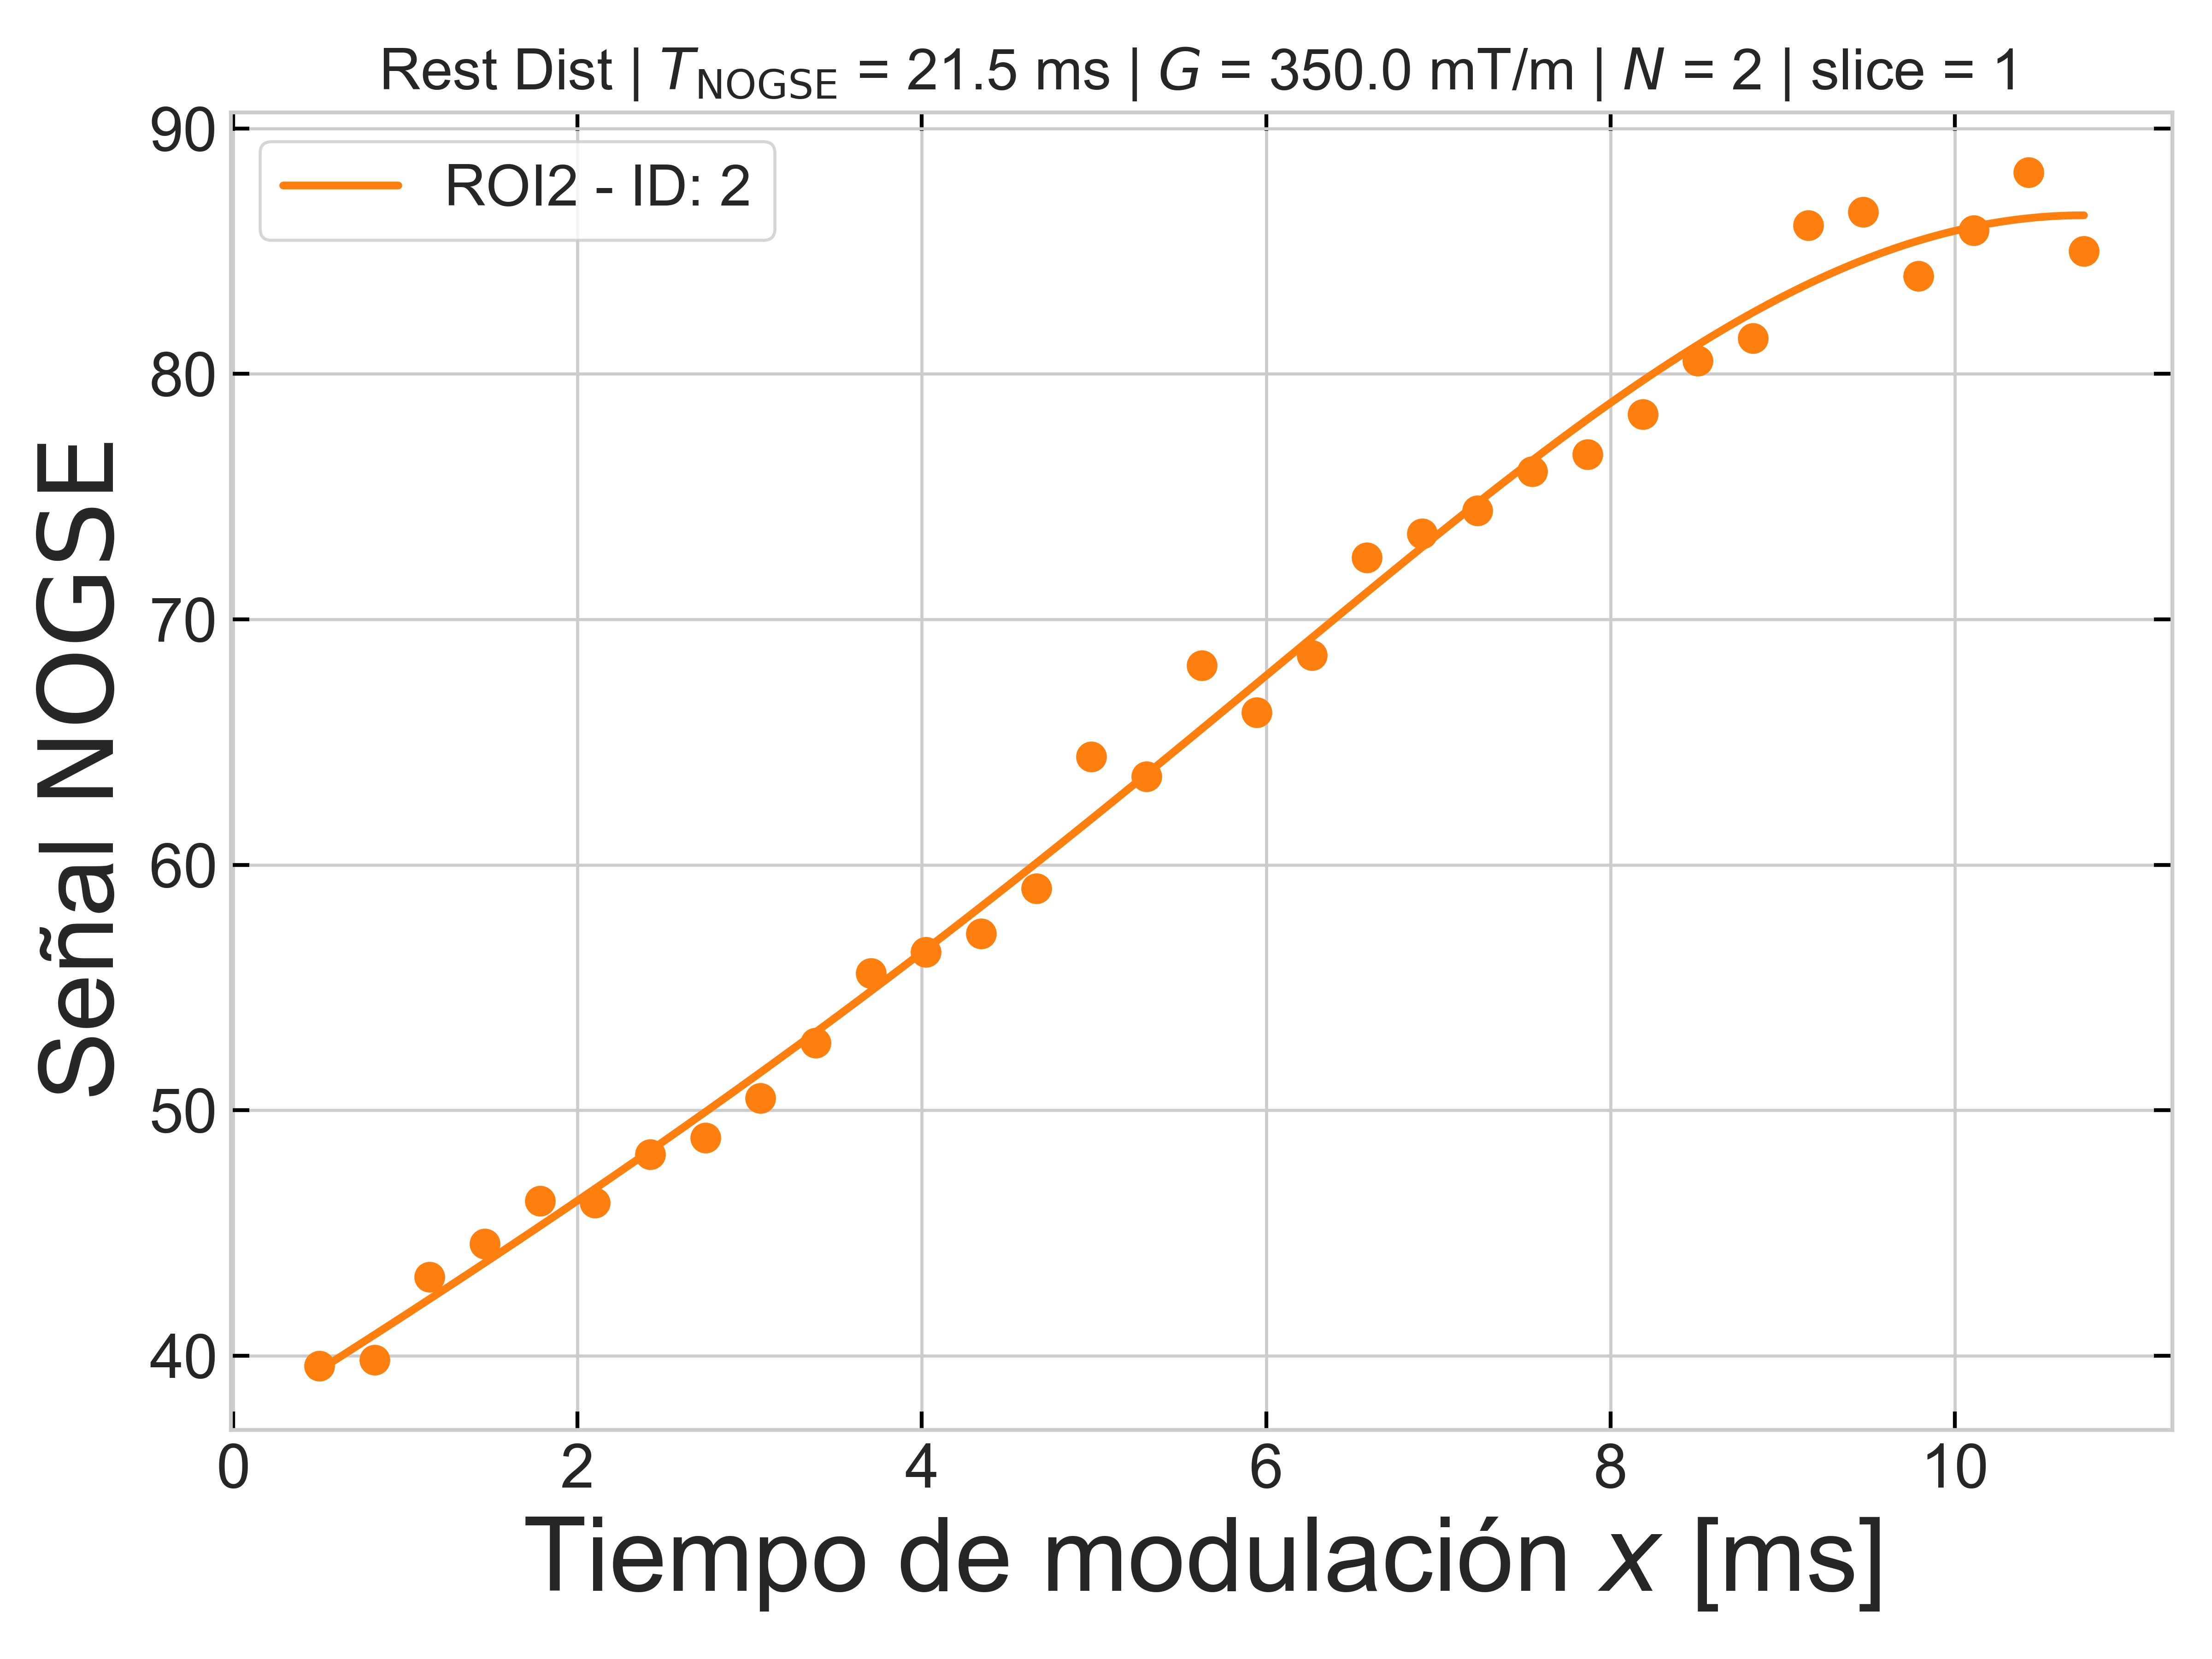 Rest Dist | T_NOGSE = 21.5 ms | G = 350.0 mT/m | N = 2 | slice = 1
ROI2 - ID: 2
Señal NOGSE
90
80
70
60
50
40
0 2 4 6 8 10
Tiempo de modulación x [ms]